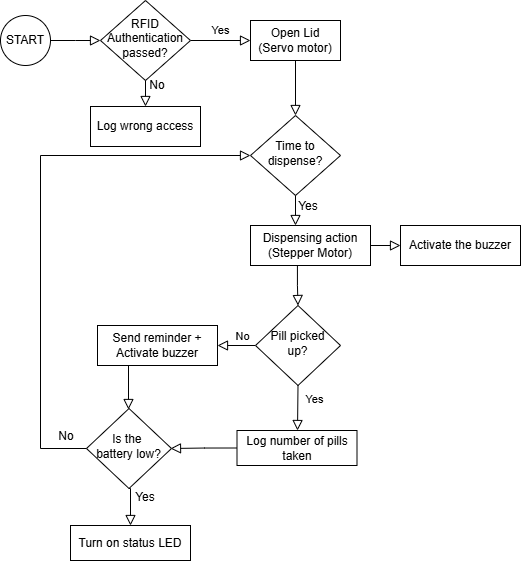 START
RFID
Authentication
passed?
Yes
Open Lid
(Servo motor)
No
Log wrong access
Time to
dispense?
Yes
Dispensing action
(Stepper Motor)
Activate the buzzer
Pill picked
up?
No
Send reminder +
Activate buzzer
Yes
Log number of pills
taken
Is the
battery low?
No
Yes
Turn on status LED